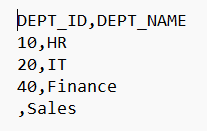 DEPT_ID,DEPT_NAME
10,HR
20,IT
40,Finance
,Sales